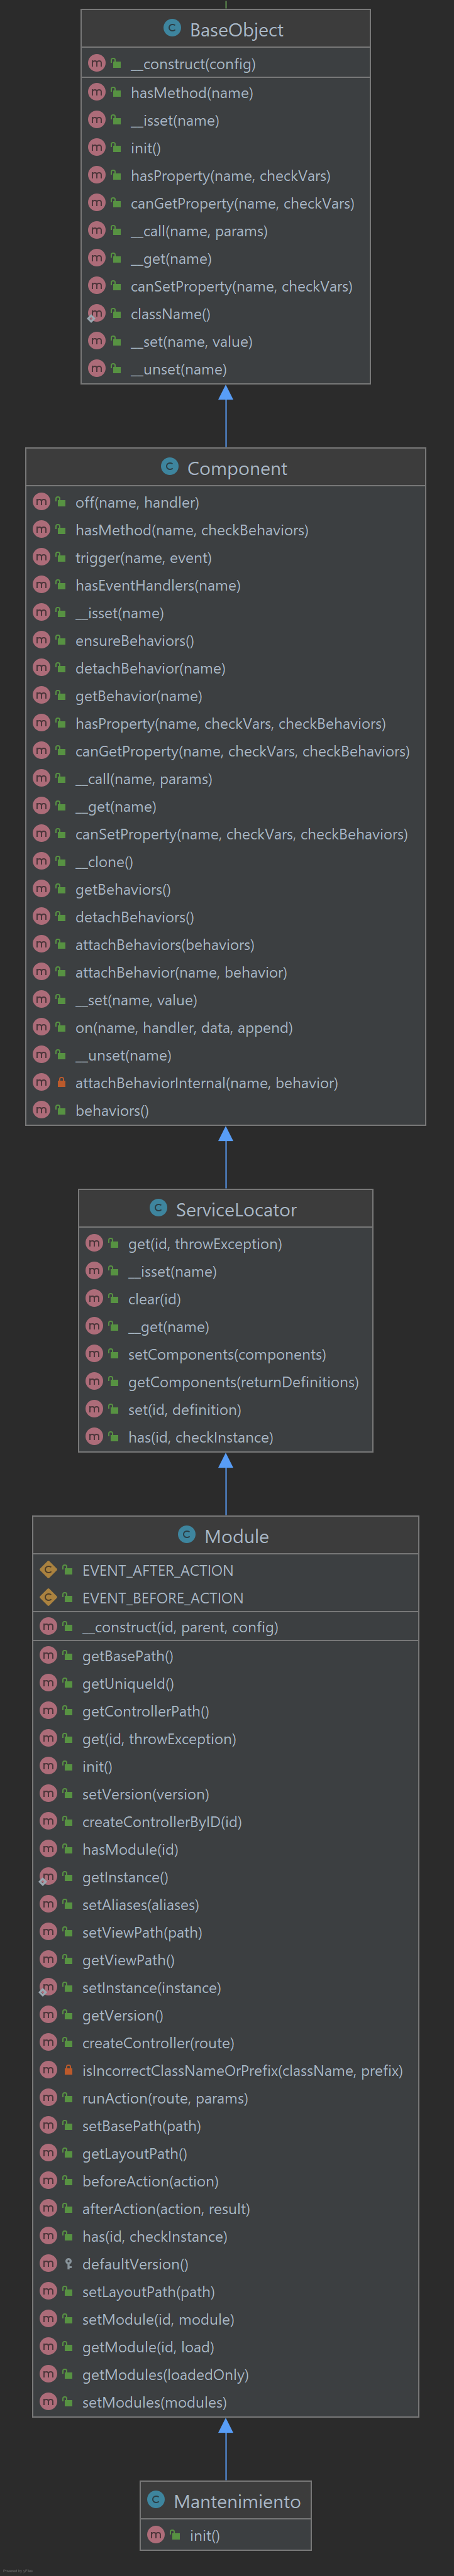 BaseObject
__construct(config)
hasMethod(name)
__isset(name)
init()
hasProperty(name, checkVars)
canGetProperty(name, checkVars)
__call(name, params)
__get(name)
canSetProperty(name, checkVars)
className()
__set(name, value)
__unset(name)
Component
off(name, handler)
hasMethod(name, checkBehaviors)
trigger(name, event)
hasEventHandlers(name)
__isset(name)
ensureBehaviors()
detachBehavior(name)
getBehavior(name)
hasProperty(name, checkVars, checkBehaviors)
canGetProperty(name, checkVars, checkBehaviors)
__call(name, params)
__get(name)
canSetProperty(name, checkVars, checkBehaviors)
__clone()
getBehaviors()
detachBehaviors()
attachBehaviors(behaviors)
attachBehavior(name, behavior)
__set(name, value)
on(name, handler, data, append)
__unset(name)
attachBehaviorInternal(name, behavior)
behaviors()
ServiceLocator
get(id, throwException)
__isset(name)
clear(id)
__get(name)
setComponents(components)
getComponents(returnDefinitions)
set(id, definition)
has(id, checkInstance)
Module
EVENT_AFTER_ACTION
EVENT_BEFORE_ACTION
__construct(id, parent, config)
getBasePath()
getUniqueId()
getControllerPath()
get(id, throwException)
init()
setVersion(version)
createControllerByID(id)
hasModule(id)
getInstance()
setAliases(aliases)
setViewPath(path)
getViewPath()
setInstance(instance)
getVersion()
createController(route)
isIncorrectClassNameOrPrefix(className, prefix)
runAction(route, params)
setBasePath(path)
getLayoutPath()
beforeAction(action)
afterAction(action, result)
has(id, checkInstance)
defaultVersion()
setLayoutPath(path)
setModule(id, module)
getModule(id, load)
getModules(loadedOnly)
setModules(modules)
Mantenimiento
init()